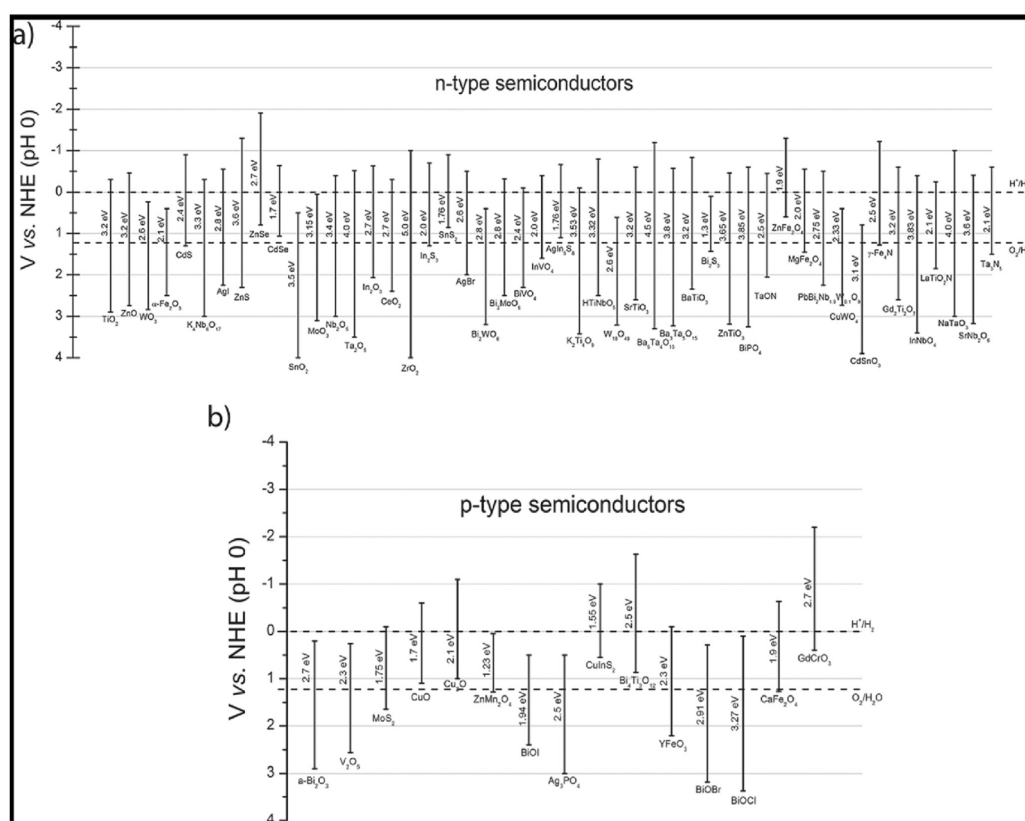 a)
n-type semiconductors
V vs. NHE (pH 0)
-4
-3
-2
-1
0
1
2
3
4
3.2 eV
3.2 eV
2.6 eV
2.1 eV
2.4 eV
3.3 eV
2.8 eV
3.6 eV
2.7 eV
1.7 eV
3.5 eV
3.15 eV
3.4 eV
4.0 eV
2.7 eV
2.7 eV
5.0 eV
2.0 eV
1.76 eV
2.6 eV
2.8 eV
2.8 eV
2.4 eV
2.0 eV
1.76 eV
3.53 eV
3.32 eV
2.6 eV
3.2 eV
4.5 eV
3.8 eV
3.2 eV
1.3 eV
3.65 eV
3.85 eV
2.5 eV
1.9 eV
2.0 eV
2.75 eV
2.33 eV
3.1 eV
2.5 eV
3.2 eV
3.83 eV
2.1 eV
4.0 eV
3.6 eV
2.1 eV
TiO2
ZnO
WO3
α-Fe2O3
CdS
K4Nb6O17
AgI
ZnS
ZnSe
CdSe
SnO2
MoO3
Nb2O5
Ta2O5
In2O3
CeO2
ZrO2
In2S3
SnS2
AgBr
Bi2WO6
Bi2MoO6
BiVO4
InVO4
AgIn5S8
K2Ti4O9
HTiNbO5
W18O49
SrTiO3
Ba5Ta4O15
BaTiO3
Bi2S3
ZnTiO3
BiPO4
TaON
ZnFe2O4
MgFe2O4
CuWO4
CdSnO3
γ-Fe4N
Gd2Ti2O7
InNbO4
LaTiO2N
NaTaO3
SrNb2O6
Ta3N5
b)
p-type semiconductors
V vs. NHE (pH 0)
-4
-3
-2
-1
0
1
2
3
4
H+/H2
O2/H2O
2.7 eV
2.3 eV
1.75 eV
1.7 eV
2.1 eV
1.23 eV
1.94 eV
2.5 eV
1.55 eV
2.5 eV
2.3 eV
2.91 eV
3.27 eV
1.9 eV
2.7 eV
a-Bi2O3
V2O5
MoS2
CuO
Cu2O
ZnMn2O4
BiOI
Ag3PO4
CuInS2
Bi4Ti3O12
YFeO3
BiOBr
BiOCl
CaFe2O4
GdCrO3